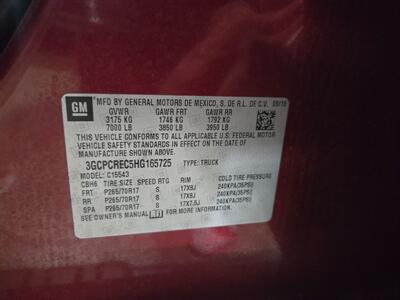 GM
MFD BY GENERAL MOTORS DE MEXICO, S. DE R.L. DE C.V. 09/16
GVWR GAWR FRT GAWR RR
3175 KG 1746 KG 1792 KG
7000 LB 3850 LB 3950 LB
THIS VEHICLE CONFORMS TO ALL APPLICABLE U.S. FEDERAL MOTOR
VEHICLE SAFETY STANDARDS IN EFFECT ON THE DATE OF
MANUFACTURE SHOWN ABOVE.
3GCPCREC5HG165725 TYPE: TRUCK
MODEL: C15543
CBH6 TIRE SIZE SPEED RTG RIM COLD TIRE PRESSURE
FRT P265/70R17 S 17X8J 240KPA(35PSI)
RR P265/70R17 S 17X8J 240KPA(35PSI)
SPA P265/70R17 S 17X7.5J 240KPA(35PSI)
SEE OWNER'S MANUAL FOR MORE INFORMATION.